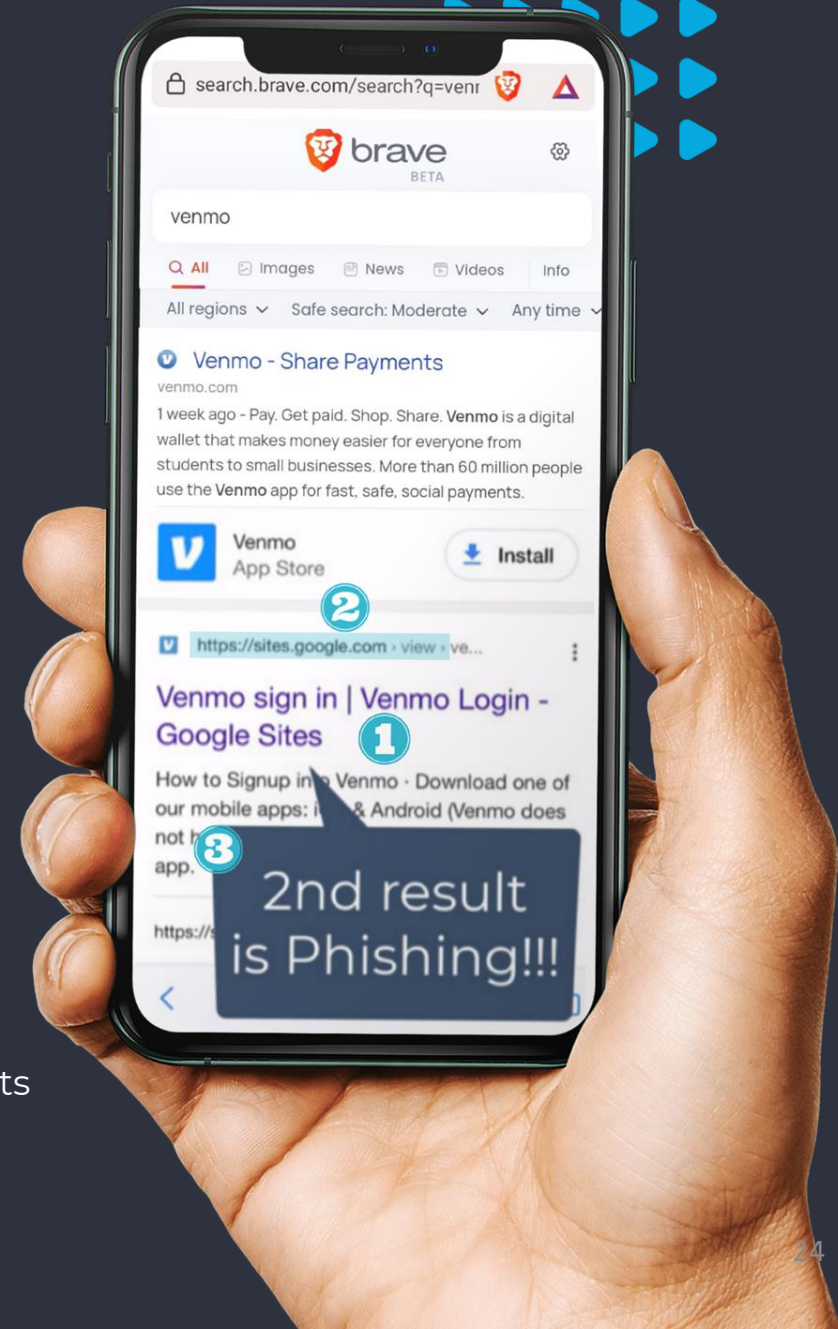 search.brave.com/search?q=venr
brave
BETA
venmo
All Images News Videos Info
All regions Safe search: Moderate Any time
Venmo - Share Payments
venmo.com
1 week ago - Pay. Get paid. Shop. Share. Venmo is a digital
wallet that makes money easier for everyone from
students to small businesses. More than 60 million people
use the Venmo app for fast, safe, social payments.
Venmo
App Store
Install
2
https://sites.google.com › view › ve...
Venmo sign in | Venmo Login -
Google Sites
1
How to Signup in Venmo · Download one of
our mobile apps: & Android (Venmo does
not
app.
3
2nd result
is Phishing!!!
https://
ts
24